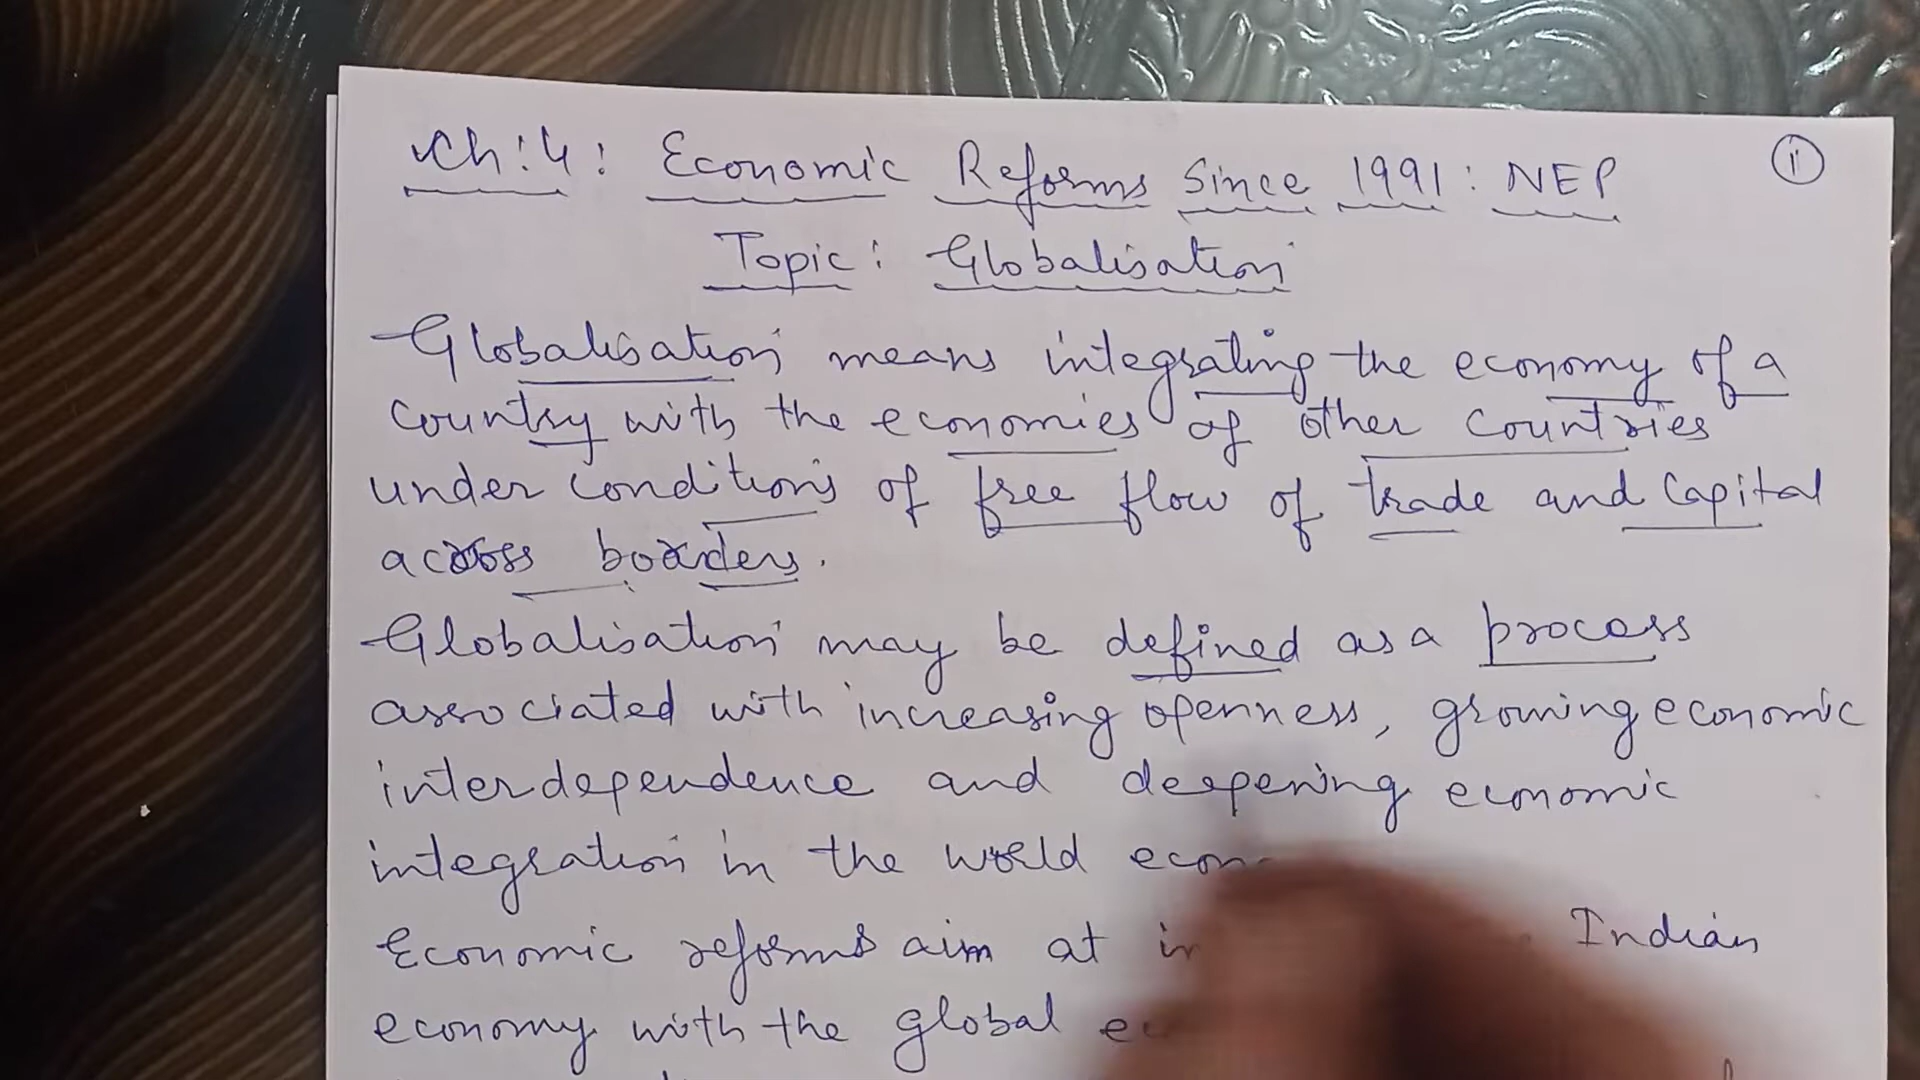 Ch:4: Economic Reforms Since 1991: NEP
11
Topic: Globalisation
Globalisation means integrating the economy of a
country with the economies of other countries
under conditions of free flow of trade and capital
across borders.
Globalisation may be defined as a process
associated with increasing openness, growing economic
interdependence and deepening economic
integration in the world
Economic reforms aim at Indian
economy with the global